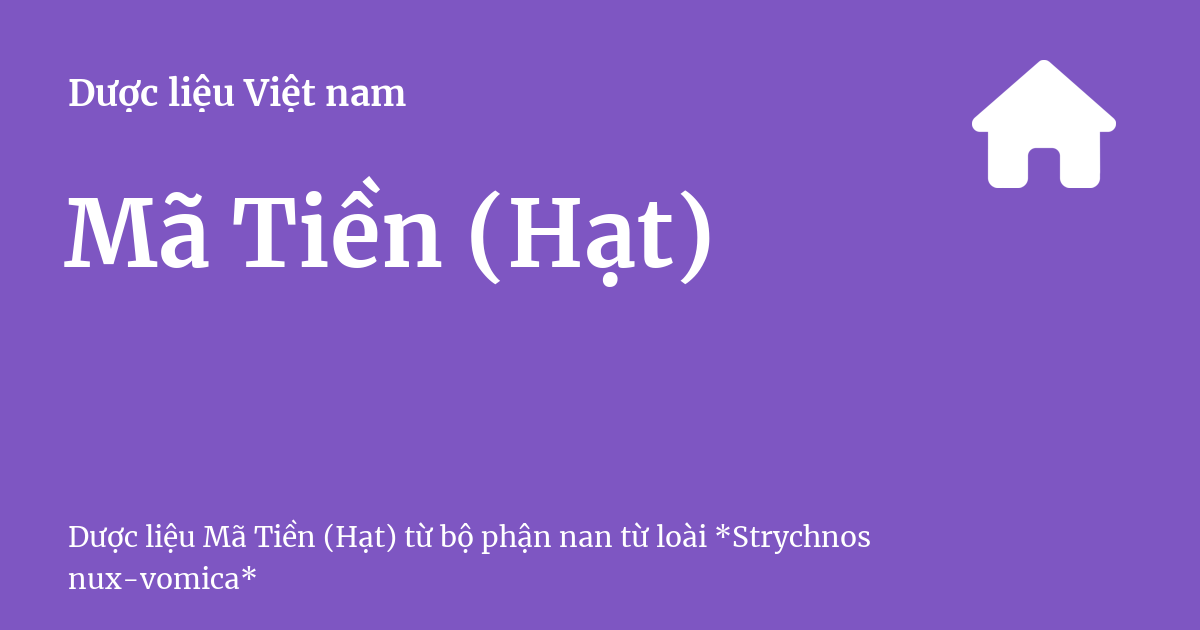 Dược liệu Việt nam
Mã Tiền (Hạt)
Dược liệu Mã Tiền (Hạt) từ bộ phận nan từ loài *Strychnos
nux-vomica*